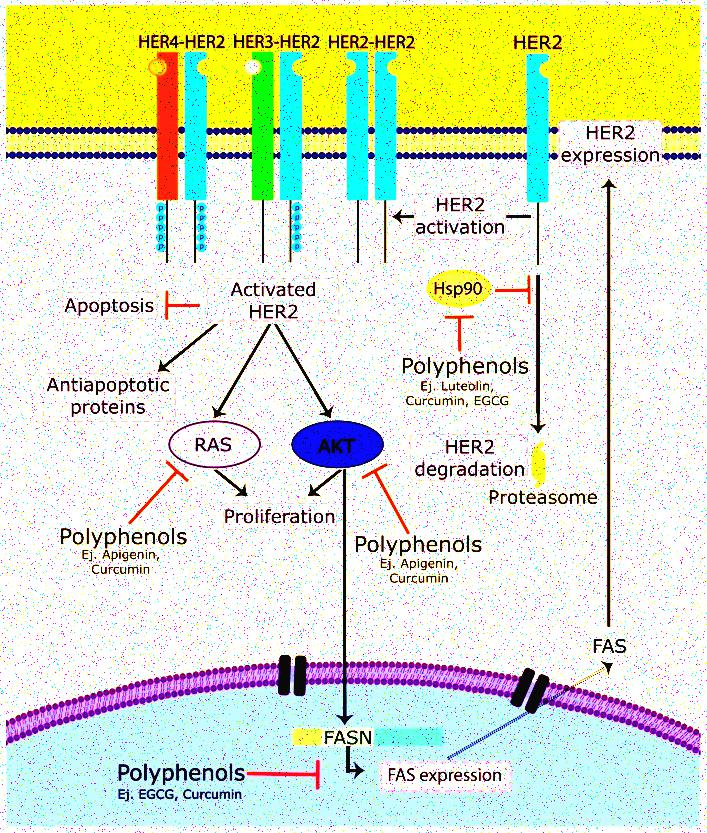 HER4-HER2 HER3-HER2 HER2-HER2 HER2
HER2
expression
P P P
P P P
P P P
P P P
P P P
HER2
activation
Activated
HER2
Apoptosis
Hsp90
Polyphenols
Ej. Luteolin,
Curcumin, EGCG
Antiapoptotic
proteins
RAS
AKT
HER2
degradation
Proteasome
Proliferation
Polyphenols
Ej. Apigenin,
Curcumin
Polyphenols
Ej. Apigenin,
Curcumin
FAS
FASN
Polyphenols
Ej. EGCG, Curcumin
FAS expression